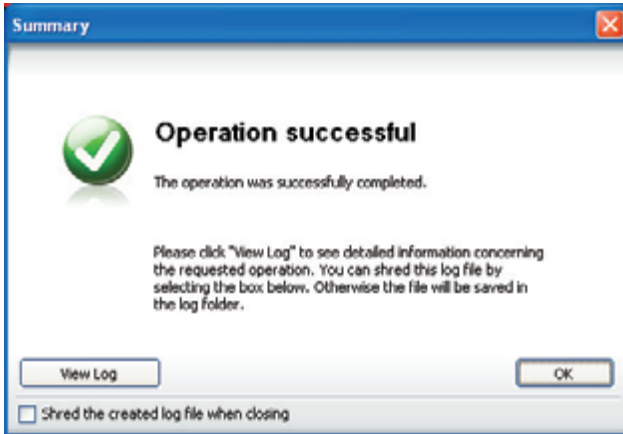 Summary
Operation successful
The operation was successfully completed.
Please click "View Log" to see detailed information concerning
the requested operation. You can shred this log file by
selecting the box below. Otherwise the file will be saved in
the log folder.
View Log
OK
Shred the created log file when closing